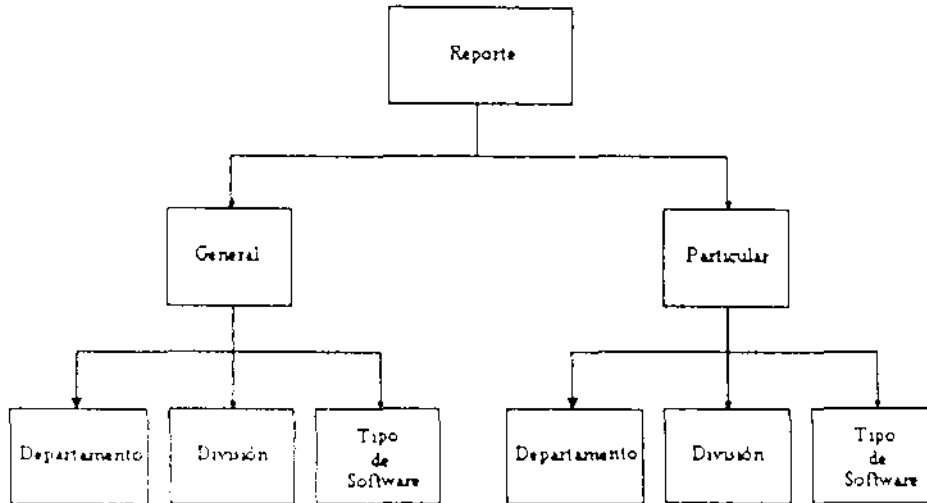 Reporte
General
Particular
Departamento
División
Tipo
de
Software
Departamento
División
Tipo
de
Software